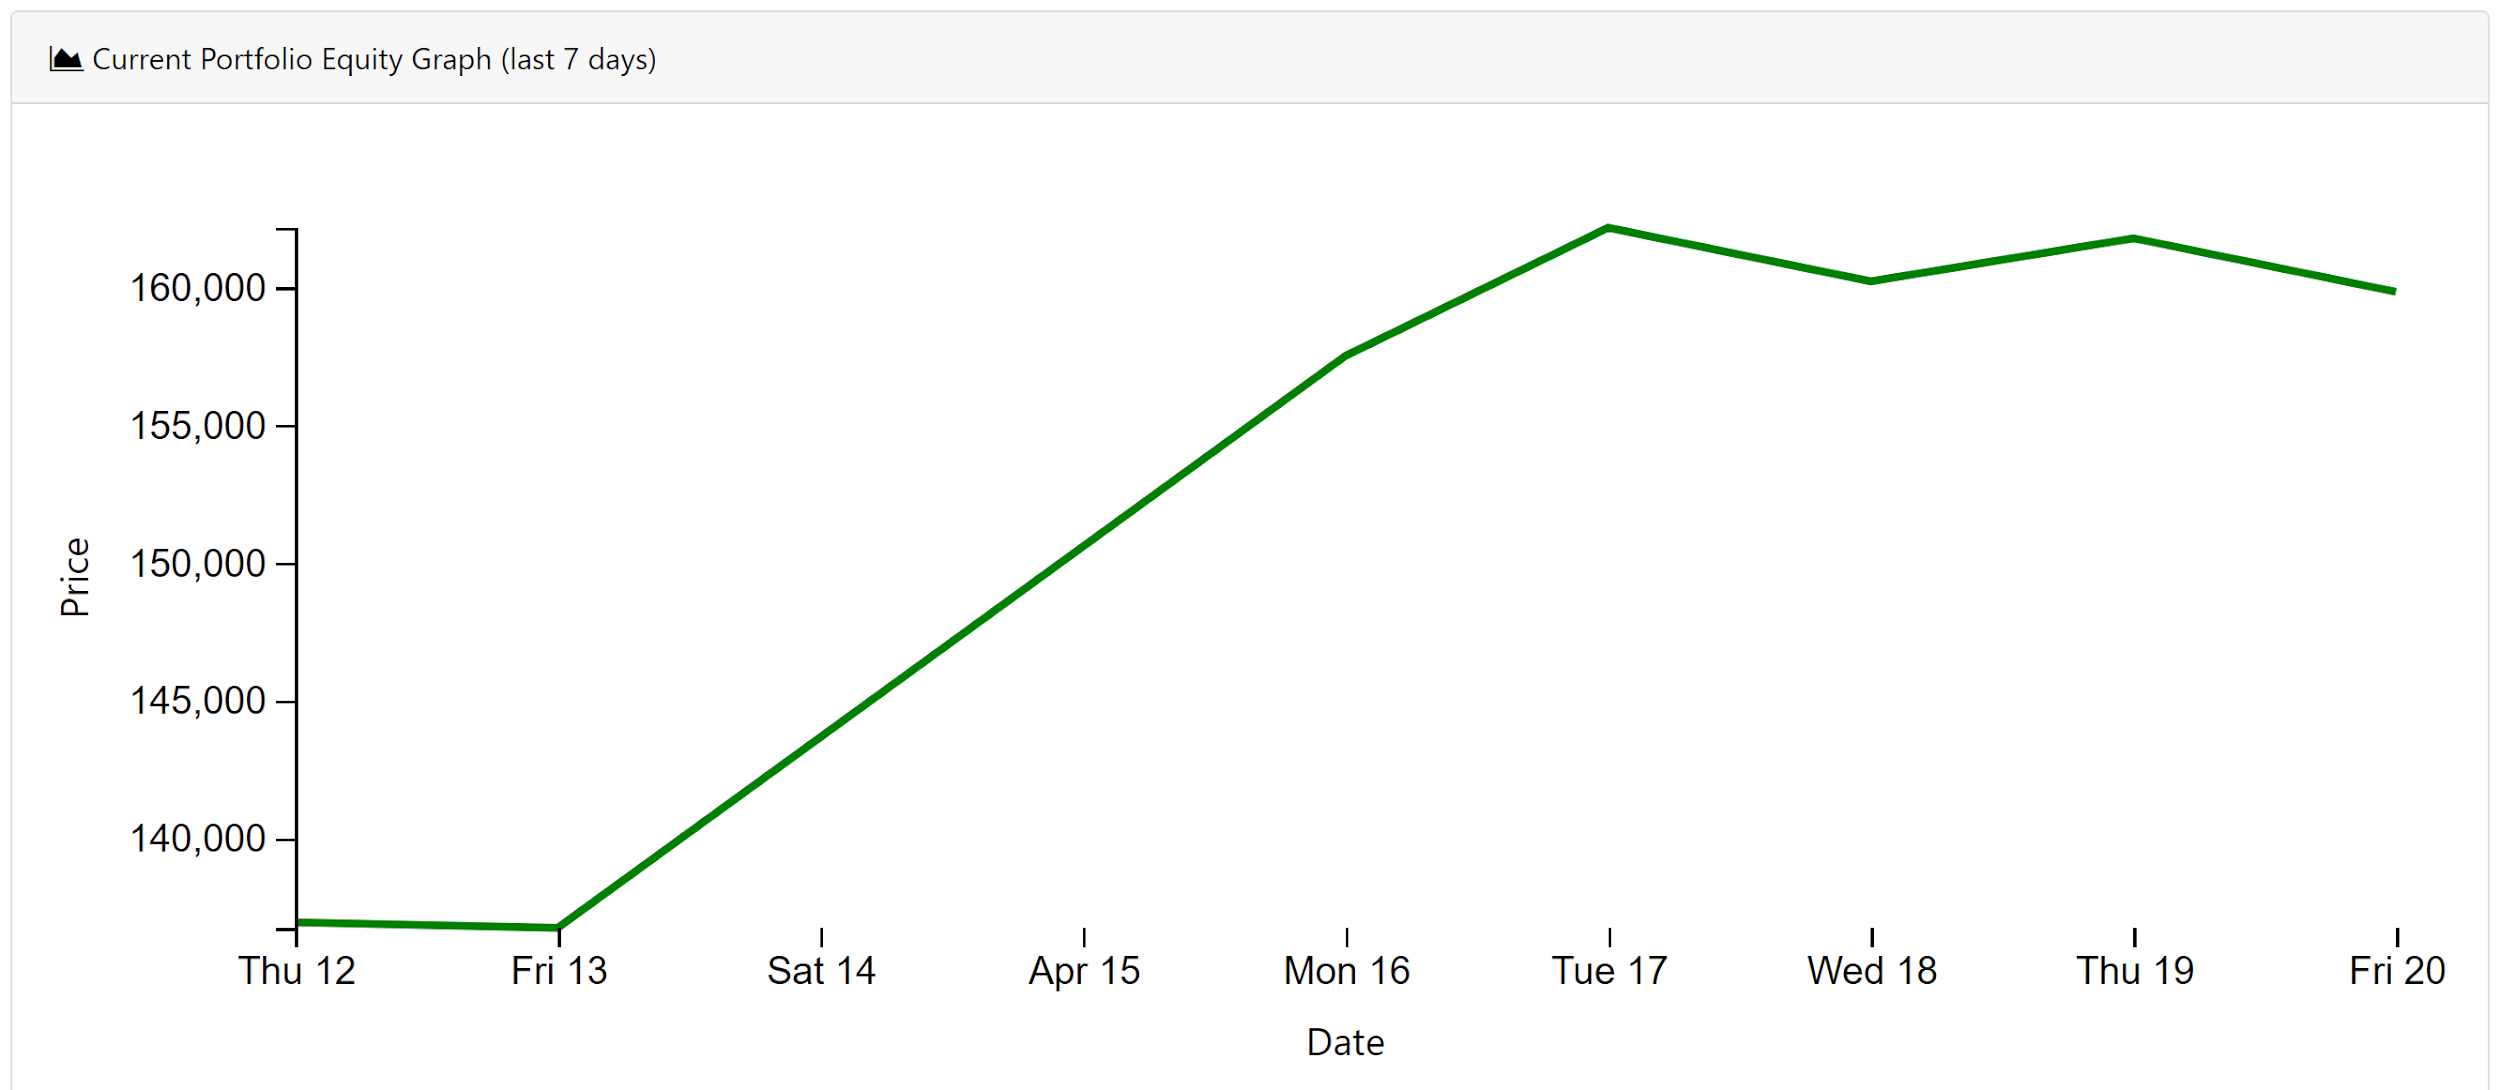 Current Portfolio Equity Graph (last 7 days)
160,000
155,000
150,000
145,000
140,000
Price
Thu 12 Fri 13 Sat 14 Apr 15 Mon 16 Tue 17 Wed 18 Thu 19 Fri 20
Date